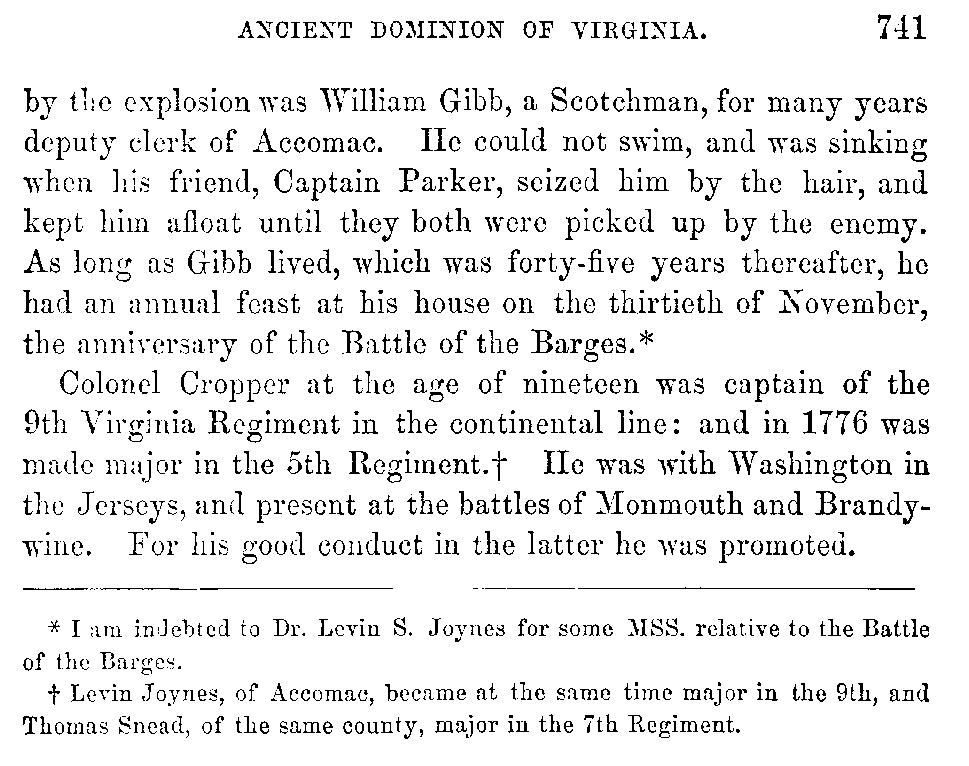 ANCIENT DOMINION OF VIRGINIA. 741
by the explosion was William Gibb, a Scotchman, for many years
deputy clerk of Accomac. He could not swim, and was sinking
when his friend, Captain Parker, seized him by the hair, and
kept him afloat until they both were picked up by the enemy.
As long as Gibb lived, which was forty-five years thereafter, he
had an annual feast at his house on the thirtieth of November,
the anniversary of the Battle of the Barges.*
Colonel Cropper at the age of nineteen was captain of the
9th Virginia Regiment in the continental line: and in 1776 was
made major in the 5th Regiment.† He was with Washington in
the Jerseys, and present at the battles of Monmouth and Brandy-
wine. For his good conduct in the latter he was promoted.
* I am indebted to Dr. Levin S. Joynes for some MSS. relative to the Battle
of the Barges.
† Levin Joynes, of Accomac, became at the same time major in the 9th, and
Thomas Snead, of the same county, major in the 7th Regiment.